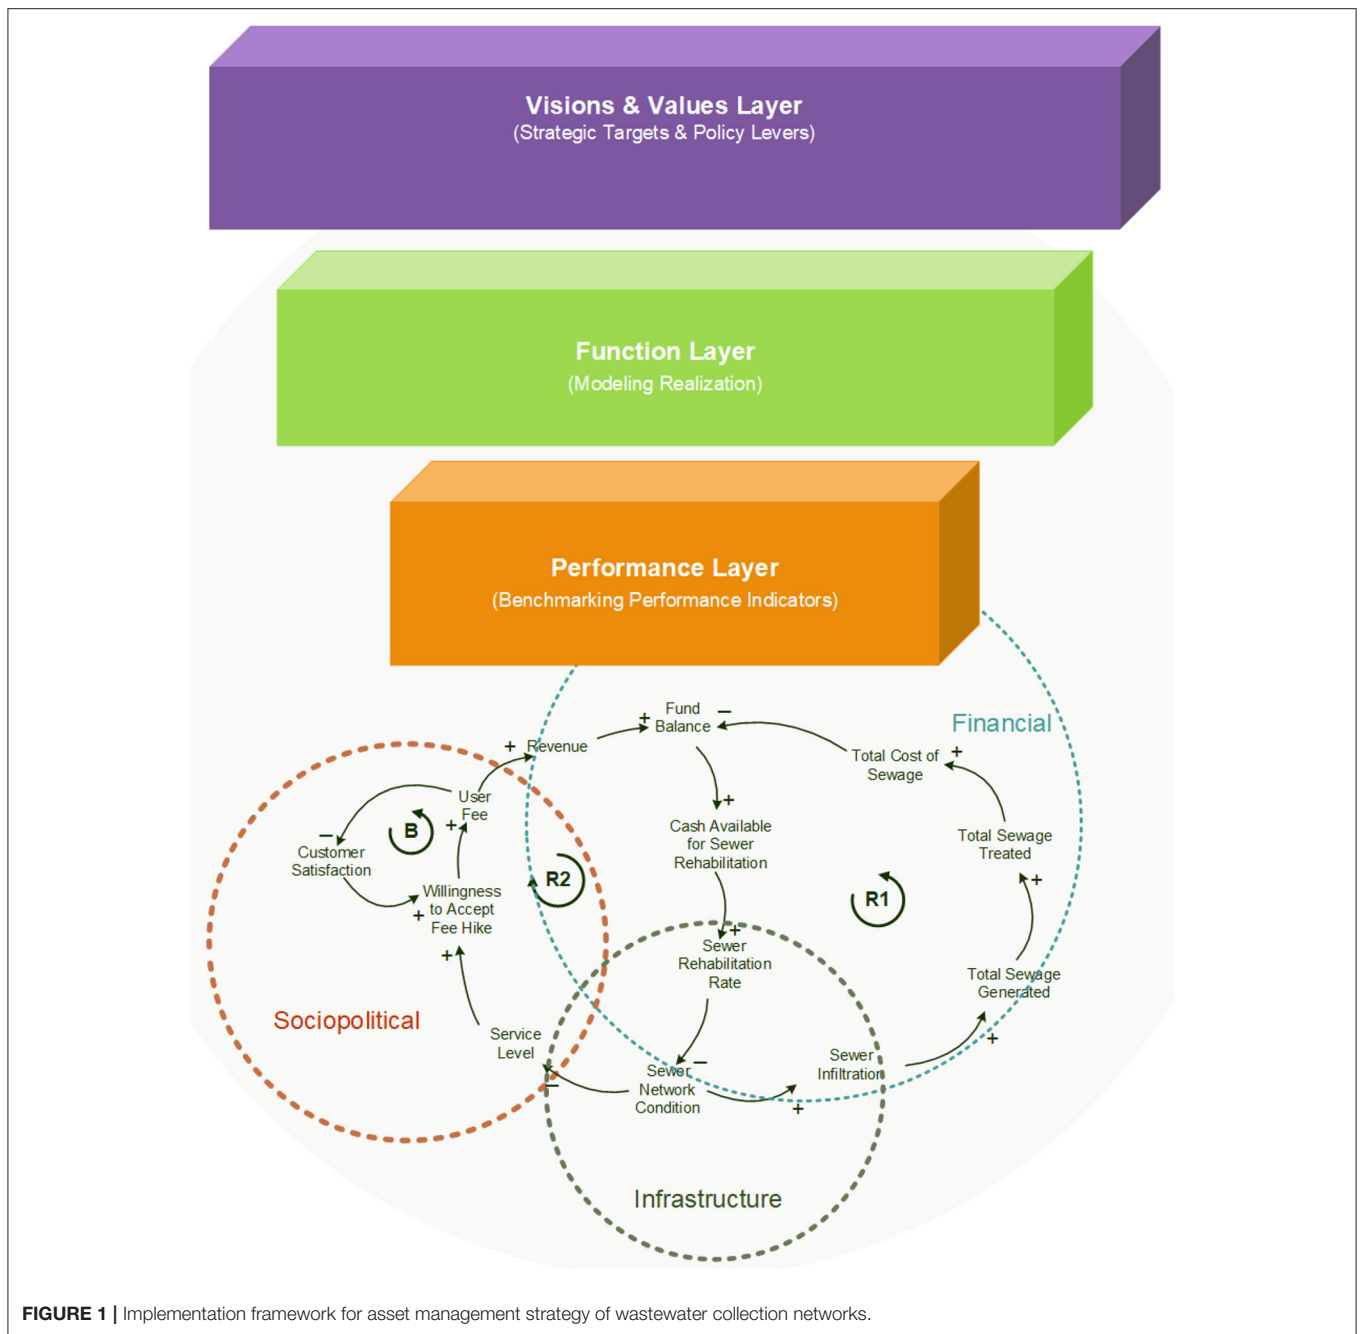 Visions & Values Layer
(Strategic Targets & Policy Levers)
Function Layer
(Modeling Realization)
Performance Layer
(Benchmarking Performance Indicators)
Fund
Balance
+
−
Financial
+ Revenue
Total Cost of
Sewage
+
User
Fee
+
B
−
Customer
Satisfaction
+
Cash Available
for Sewer
Rehabilitation
Total Sewage
Treated
+
Willingness
to Accept
Fee Hike
+
+
R2
R1
+
Sewer
Rehabilitation
Rate
Total Sewage
Generated
+
Sociopolitical
Service
Level
−
Sewer
Network
Condition
−
+
Sewer
Infiltration
Infrastructure
FIGURE 1 | Implementation framework for asset management strategy of wastewater collection networks.